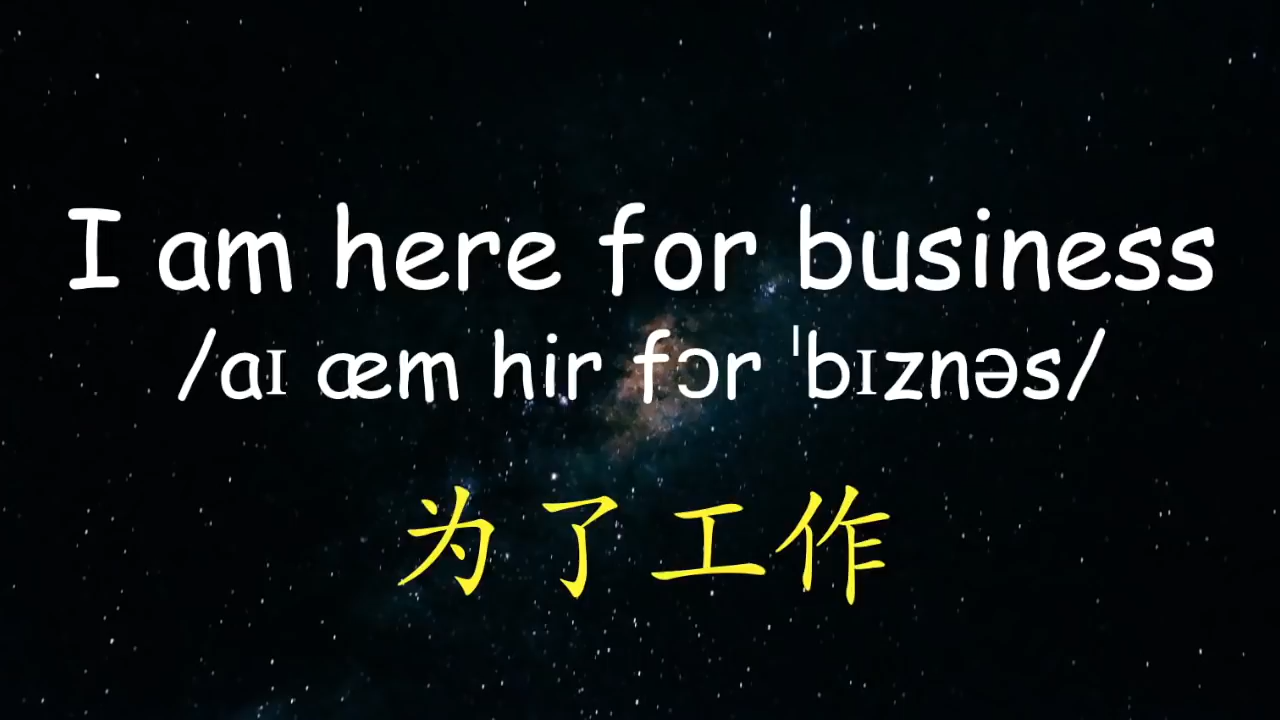 I am here for business
/aɪ æm hir fɔr ˈbɪznəs/
为了工作